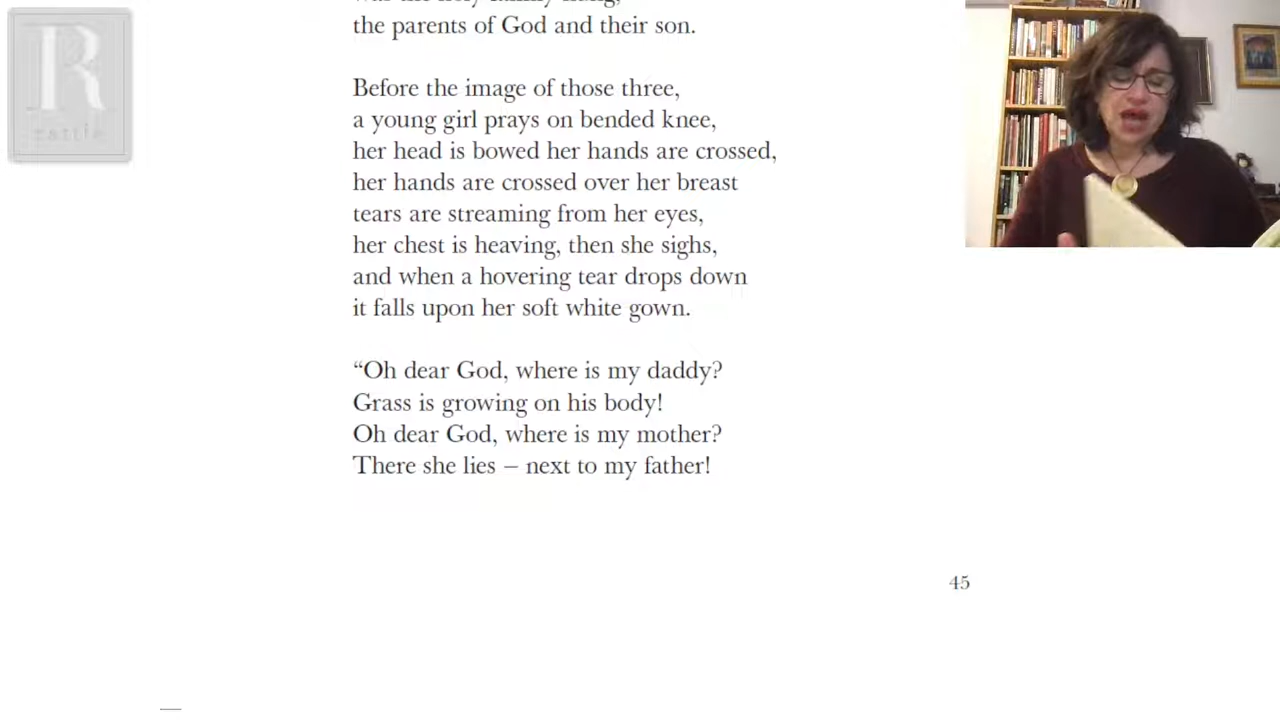 R
rattle
the parents of God and their son.
Before the image of those three,
a young girl prays on bended knee,
her head is bowed her hands are crossed,
her hands are crossed over her breast
tears are streaming from her eyes,
her chest is heaving, then she sighs,
and when a hovering tear drops down
it falls upon her soft white gown.
“Oh dear God, where is my daddy?
Grass is growing on his body!
Oh dear God, where is my mother?
There she lies – next to my father!
45